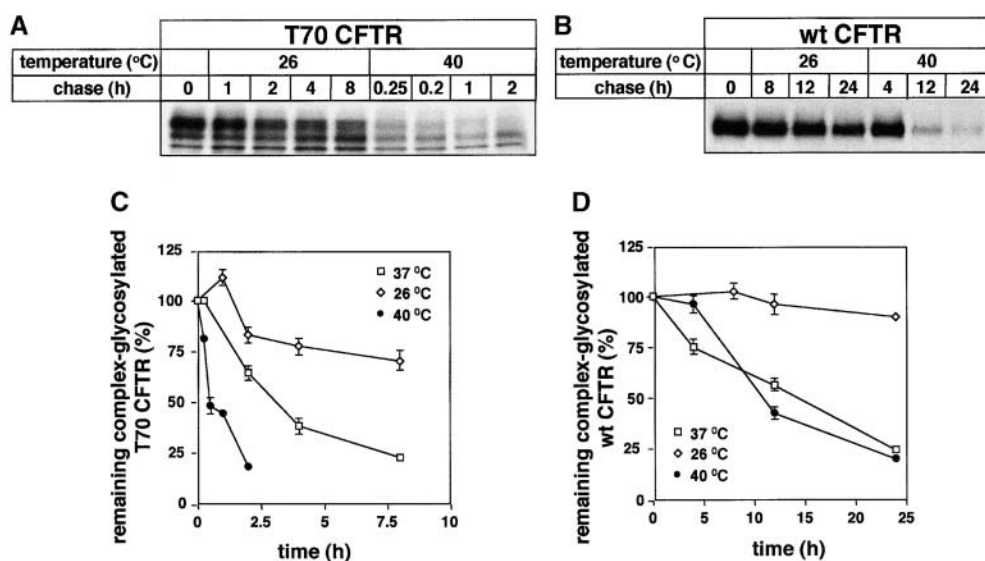 A
T70 CFTR
temperature (°C) 26 40
chase (h) 0 1 2 4 8 0.25 0.2 1 2
B
wt CFTR
temperature (°C) 26 40
chase (h) 0 8 12 24 4 12 24
C
remaining complex-glycosylated
T70 CFTR (%)
125
100
75
50
25
0
0 2.5 5 7.5 10
time (h)
37 °C
26 °C
40 °C
D
remaining complex-glycosylated
wt CFTR (%)
125
100
75
50
25
0
0 5 10 15 20 25
time (h)
37 °C
26 °C
40 °C